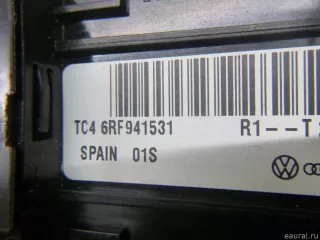 TC4 6RF941531 R1--T
SPAIN 01S
eaural.ru